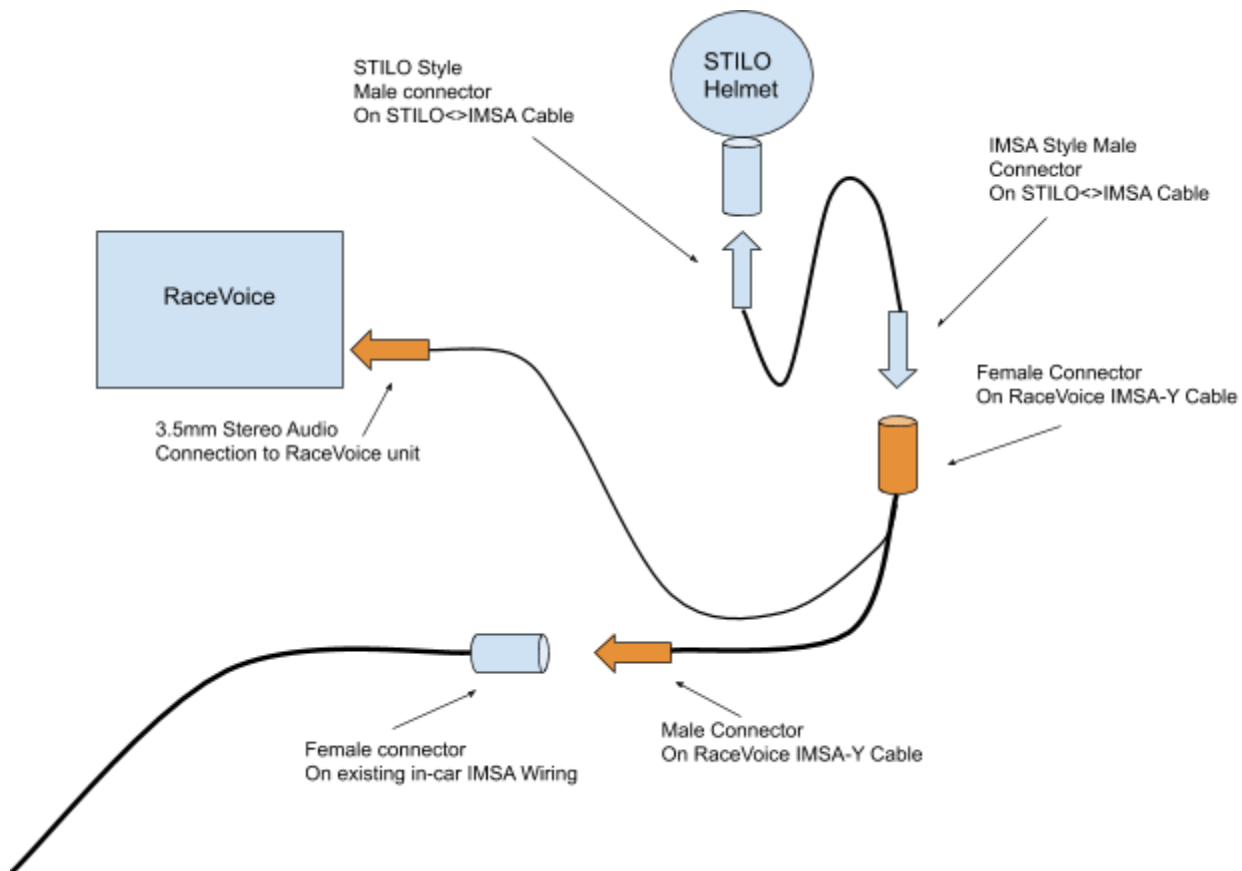 STILO
Helmet
STILO Style
Male connector
On STILO<>IMSA Cable
IMSA Style Male
Connector
On STILO<>IMSA Cable
RaceVoice
Female Connector
On RaceVoice IMSA-Y Cable
3.5mm Stereo Audio
Connection to RaceVoice unit
Male Connector
On RaceVoice IMSA-Y Cable
Female connector
On existing in-car IMSA Wiring